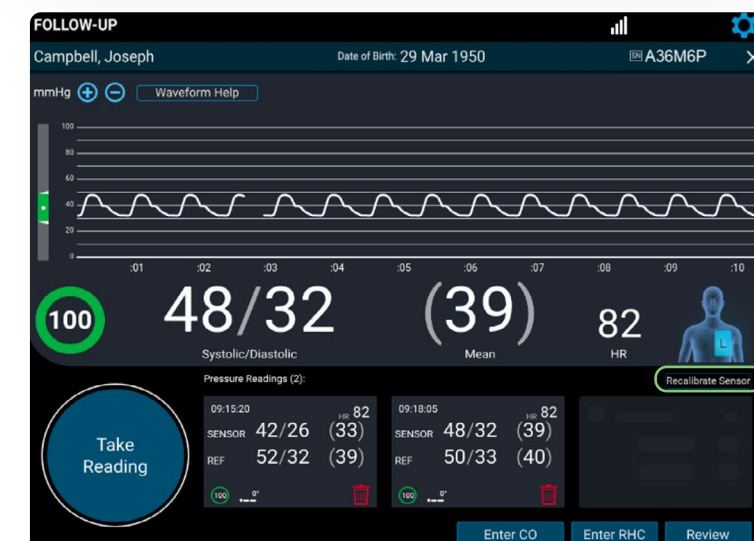 FOLLOW-UP
Campbell, Joseph Date of Birth: 29 Mar 1950 SN A36M6P
mmHg Waveform Help
100
80
60
40
20
0
:01 :02 :03 :04 :05 :06 :07 :08 :09 :10
100 48/32 (39) 82 L
Systolic/Diastolic Mean HR
Pressure Readings (2): Recalibrate Sensor
Take Reading
09:15:20 HR 82
SENSOR 42/26 (33)
REF 52/32 (39)
100 0°
09:18:05 HR 82
SENSOR 48/32 (39)
REF 50/33 (40)
100 0°
Enter CO Enter RHC Review